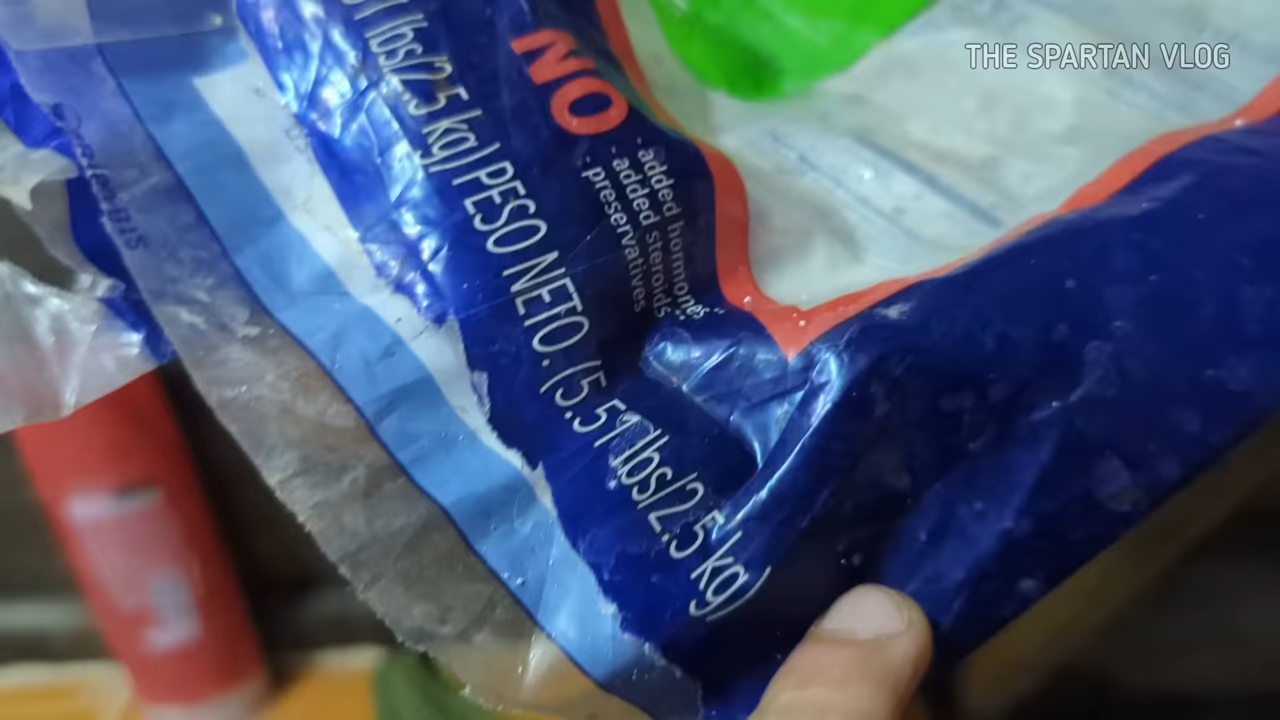 THE SPARTAN VLOG
NO
· added hormones**
· added steroids**
· preservatives
lbs/2.5 kg) PESO NETO. (5.51 lbs/2.5 kg)